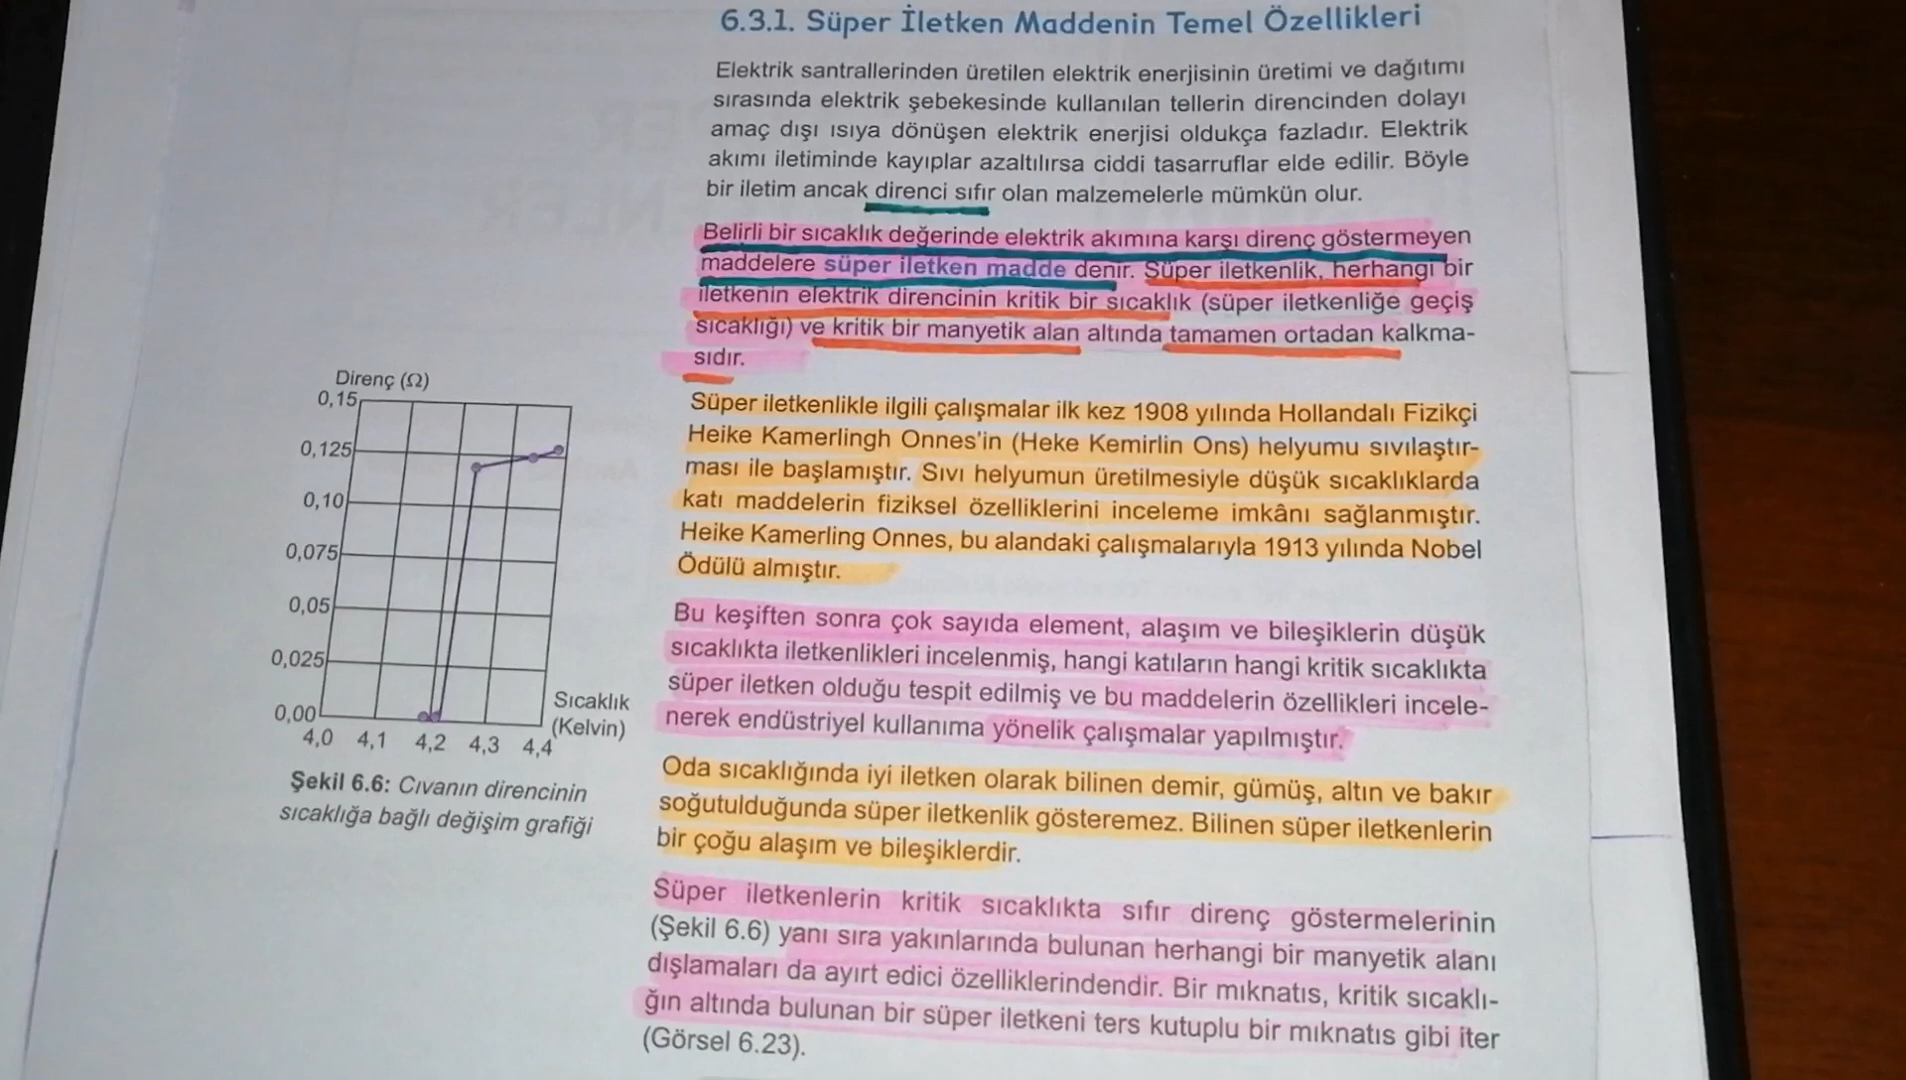 6.3.1. Süper İletken Maddenin Temel Özellikleri
Elektrik santrallerinden üretilen elektrik enerjisinin üretimi ve dağıtımı
sırasında elektrik şebekesinde kullanılan tellerin direncinden dolayı
amaç dışı ısıya dönüşen elektrik enerjisi oldukça fazladır. Elektrik
akımı iletiminde kayıplar azaltılırsa ciddi tasarruflar elde edilir. Böyle
bir iletim ancak direnci sıfır olan malzemelerle mümkün olur.
Belirli bir sıcaklık değerinde elektrik akımına karşı direnç göstermeyen
maddelere süper iletken madde denir. Süper iletkenlik, herhangi bir
iletkenin elektrik direncinin kritik bir sıcaklık (süper iletkenliğe geçiş
sıcaklığı) ve kritik bir manyetik alan altında tamamen ortadan kalkma-
sıdır.
Süper iletkenlikle ilgili çalışmalar ilk kez 1908 yılında Hollandalı Fizikçi
Heike Kamerlingh Onnes'in (Heke Kemirlin Ons) helyumu sıvılaştır-
ması ile başlamıştır. Sıvı helyumun üretilmesiyle düşük sıcaklıklarda
katı maddelerin fiziksel özelliklerini inceleme imkânı sağlanmıştır.
Heike Kamerling Onnes, bu alandaki çalışmalarıyla 1913 yılında Nobel
Ödülü almıştır.
Bu keşiften sonra çok sayıda element, alaşım ve bileşiklerin düşük
sıcaklıkta iletkenlikleri incelenmiş, hangi katıların hangi kritik sıcaklıkta
süper iletken olduğu tespit edilmiş ve bu maddelerin özellikleri incele-
nerek endüstriyel kullanıma yönelik çalışmalar yapılmıştır.
Oda sıcaklığında iyi iletken olarak bilinen demir, gümüş, altın ve bakır
soğutulduğunda süper iletkenlik gösteremez. Bilinen süper iletkenlerin
bir çoğu alaşım ve bileşiklerdir.
Süper iletkenlerin kritik sıcaklıkta sıfır direnç göstermelerinin
(Şekil 6.6) yanı sıra yakınlarında bulunan herhangi bir manyetik alanı
dışlamaları da ayırt edici özelliklerindendir. Bir mıknatıs, kritik sıcaklı-
ğın altında bulunan bir süper iletkeni ters kutuplu bir mıknatıs gibi iter
(Görsel 6.23).
Direnç (Ω)
0,15
0,125
0,10
0,075
0,05
0,025
0,00
4,0 4,1 4,2 4,3 4,4
Sıcaklık
(Kelvin)
Şekil 6.6: Cıvanın direncinin
sıcaklığa bağlı değişim grafiği